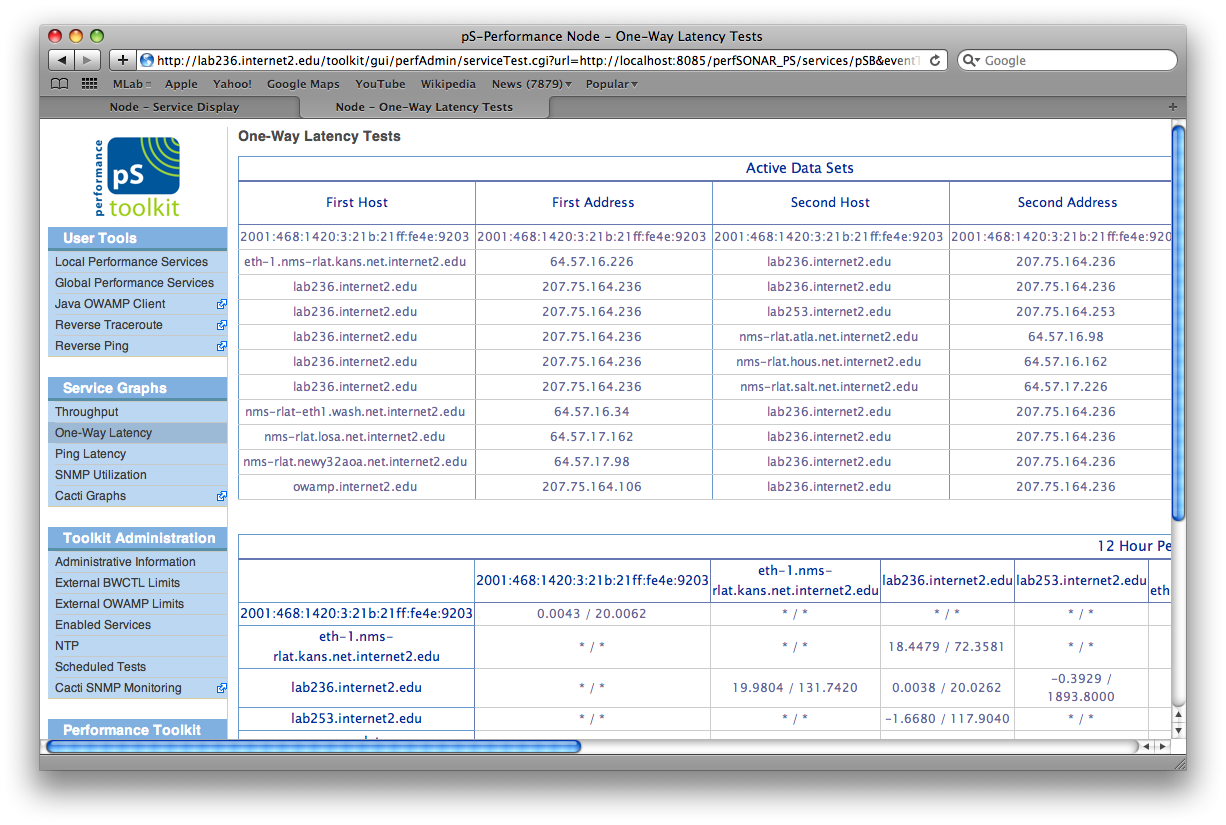 pS-Performance Node – One-Way Latency Tests
http://lab236.internet2.edu/toolkit/gui/perfAdmin/serviceTest.cgi?url=http://localhost:8085/perfSONAR_PS/services/pSB&event
Google
MLab Apple Yahoo! Google Maps YouTube Wikipedia News (7879) Popular
Node – Service Display Node – One-Way Latency Tests
performance
pS
toolkit
User Tools
Local Performance Services
Global Performance Services
Java OWAMP Client
Reverse Traceroute
Reverse Ping
Service Graphs
Throughput
One-Way Latency
Ping Latency
SNMP Utilization
Cacti Graphs
Toolkit Administration
Administrative Information
External BWCTL Limits
External OWAMP Limits
Enabled Services
NTP
Scheduled Tests
Cacti SNMP Monitoring
Performance Toolkit
One-Way Latency Tests
Active Data Sets
First Host First Address Second Host Second Address
2001:468:1420:3:21b:21ff:fe4e:9203 2001:468:1420:3:21b:21ff:fe4e:9203 2001:468:1420:3:21b:21ff:fe4e:9203 2001:468:1420:3:21b:21ff:fe4e:920
eth-1.nms-rlat.kans.net.internet2.edu 64.57.16.226 lab236.internet2.edu 207.75.164.236
lab236.internet2.edu 207.75.164.236 lab236.internet2.edu 207.75.164.236
lab236.internet2.edu 207.75.164.236 lab253.internet2.edu 207.75.164.253
lab236.internet2.edu 207.75.164.236 nms-rlat.atla.net.internet2.edu 64.57.16.98
lab236.internet2.edu 207.75.164.236 nms-rlat.hous.net.internet2.edu 64.57.16.162
lab236.internet2.edu 207.75.164.236 nms-rlat.salt.net.internet2.edu 64.57.17.226
nms-rlat-eth1.wash.net.internet2.edu 64.57.16.34 lab236.internet2.edu 207.75.164.236
nms-rlat.losa.net.internet2.edu 64.57.17.162 lab236.internet2.edu 207.75.164.236
nms-rlat.newy32aoa.net.internet2.edu 64.57.17.98 lab236.internet2.edu 207.75.164.236
owamp.internet2.edu 207.75.164.106 lab236.internet2.edu 207.75.164.236
12 Hour Pe
2001:468:1420:3:21b:21ff:fe4e:9203 eth-1.nms- lab236.internet2.edu lab253.internet2.edu
rlat.kans.net.internet2.edu eth
2001:468:1420:3:21b:21ff:fe4e:9203 0.0043 / 20.0062 * / * * / * * / *
eth-1.nms-
rlat.kans.net.internet2.edu * / * * / * 18.4479 / 72.3581 * / *
lab236.internet2.edu * / * 19.9804 / 131.7420 0.0038 / 20.0262 -0.3929 /
1893.8000
lab253.internet2.edu * / * * / * -1.6680 / 117.9040 * / *